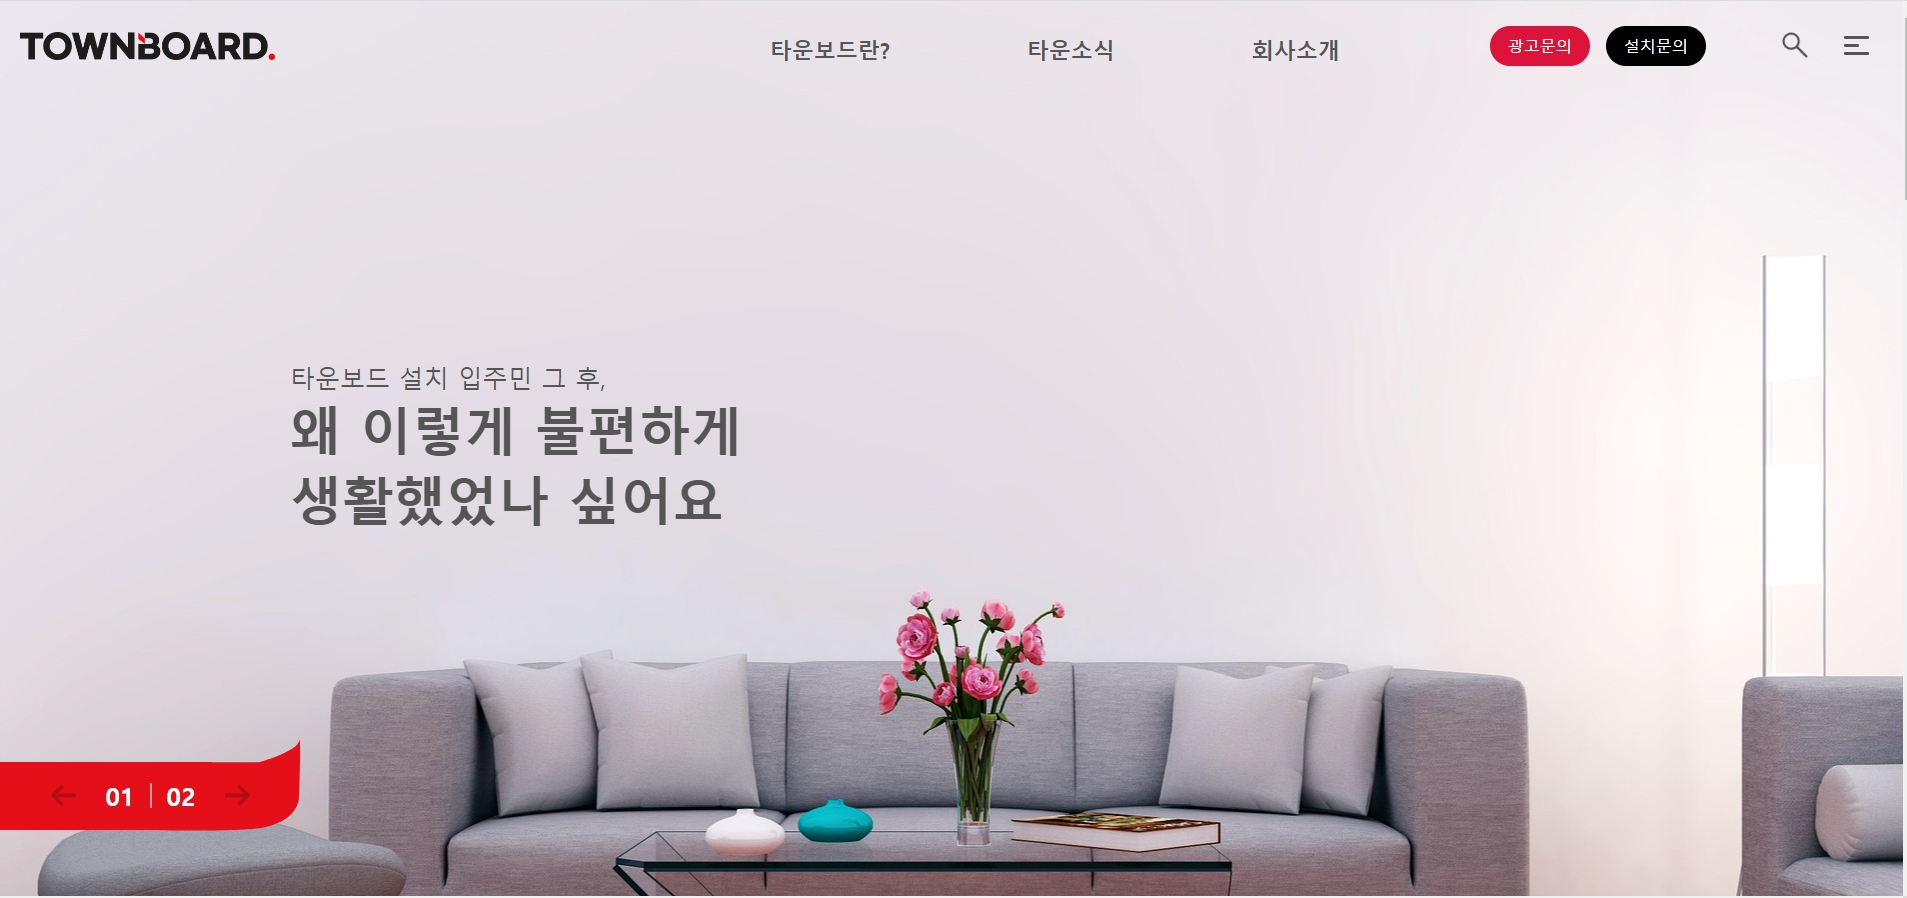 TOWNBOARD.
타운보드란?
타운소식
회사소개
광고문의
설치문의
타운보드 설치 입주민 그 후,
왜 이렇게 불편하게
생활했었나 싶어요
01 | 02